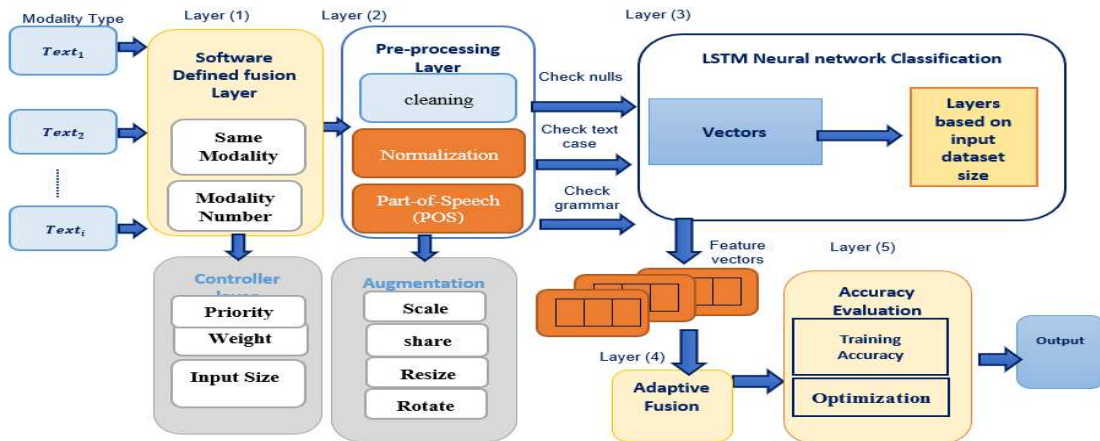 Modality Type
Layer (1)
Layer (2)
Layer (3)
Text₁
Text₂
Textᵢ
Software
Defined fusion
Layer
Same
Modality
Modality
Number
Pre-processing
Layer
cleaning
Normalization
Part-of-Speech
(POS)
Check nulls
Check text
case
Check
grammar
LSTM Neural network Classification
Vectors
Layers
based on
input
dataset
size
Controller
Priority
Weight
Input Size
Augmentation
Scale
share
Resize
Rotate
Feature
vectors
Layer (4)
Adaptive
Fusion
Layer (5)
Accuracy
Evaluation
Training
Accuracy
Optimization
Output